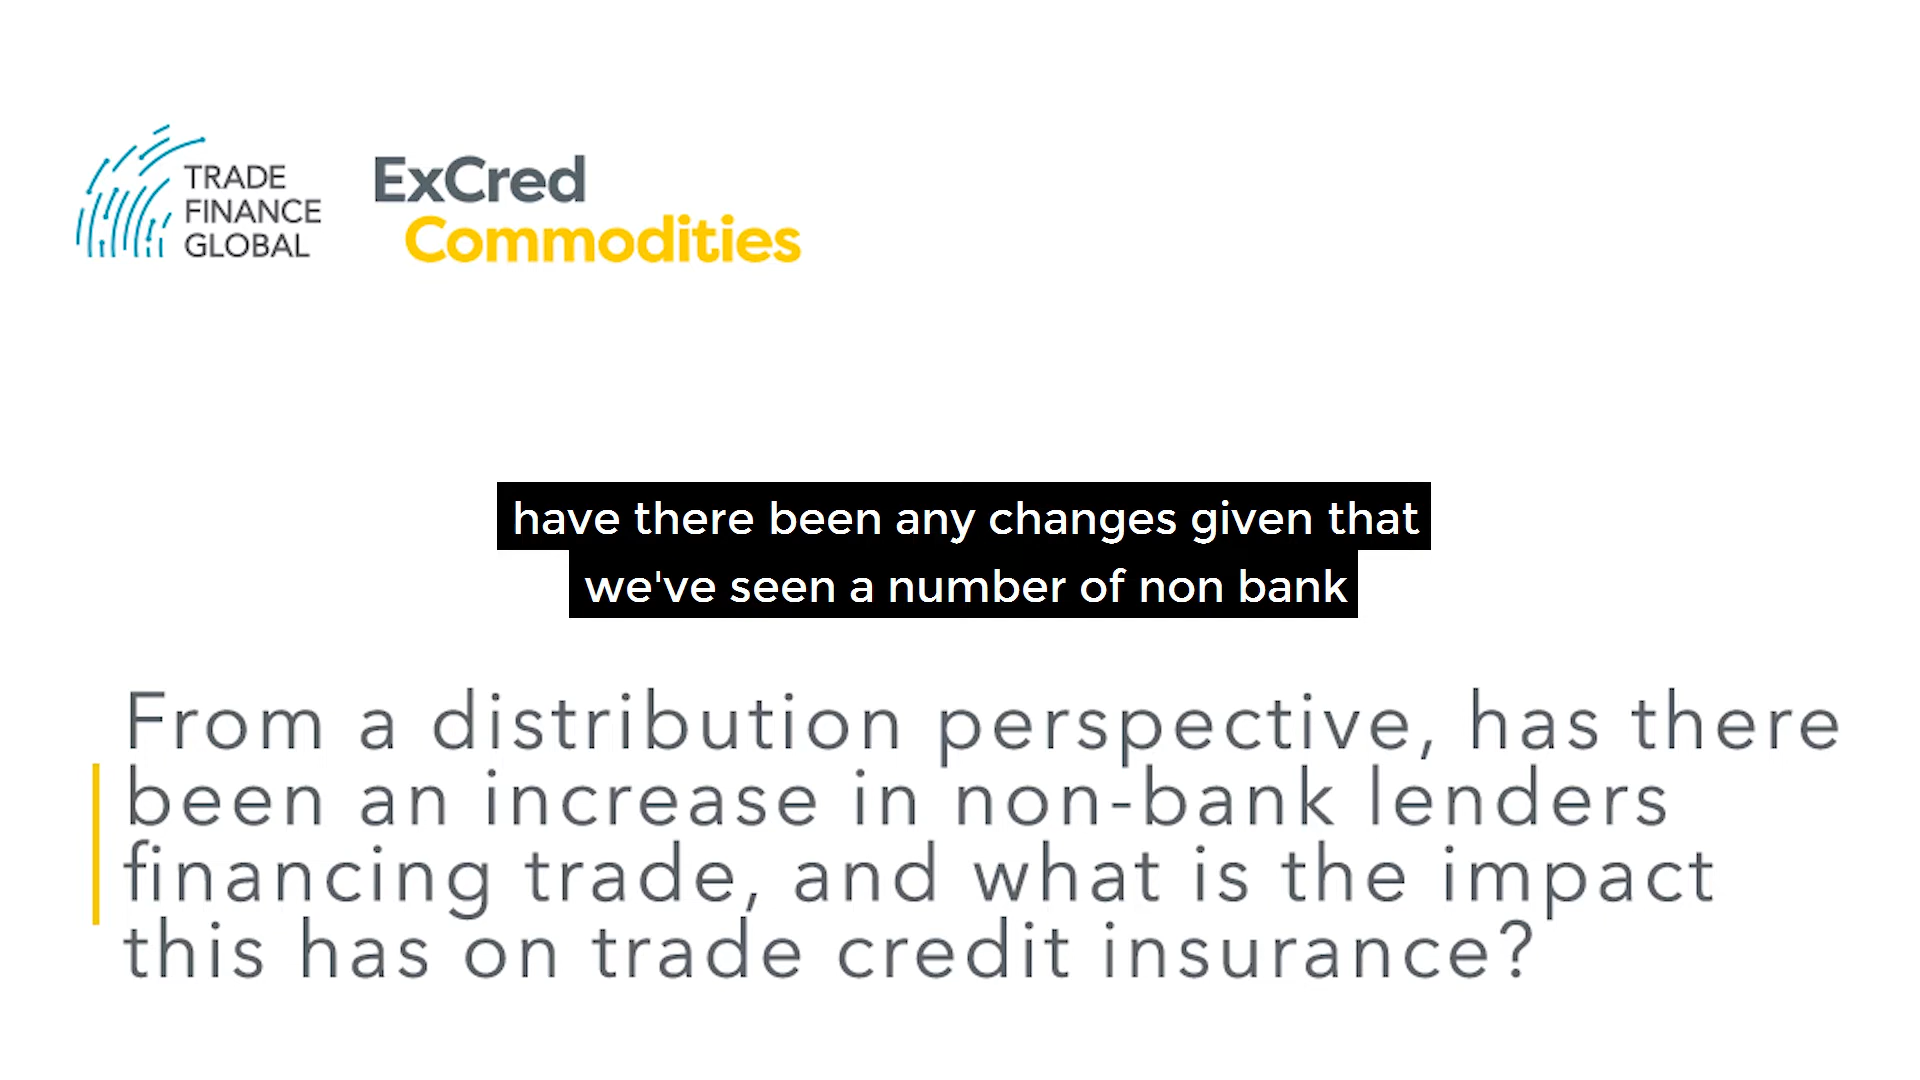 TRADE
FINANCE
GLOBAL
ExCred
Commodities
have there been any changes given that
we've seen a number of non bank
From a distribution perspective, has there
been an increase in non-bank lenders
financing trade, and what is the impact
this has on trade credit insurance?